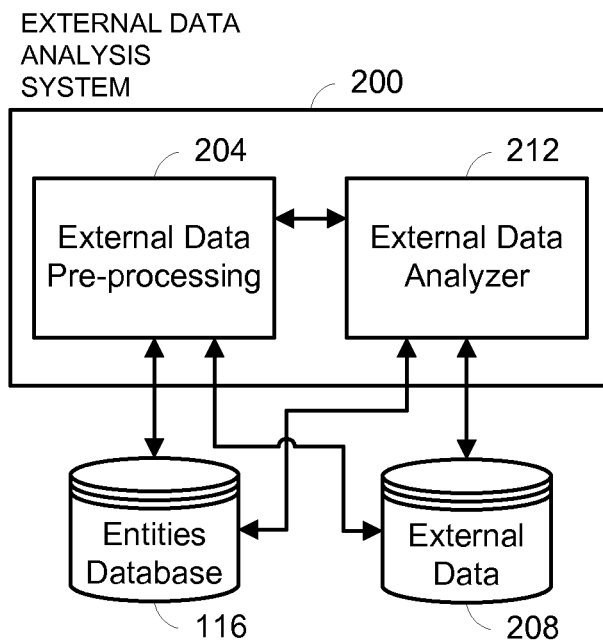 EXTERNAL DATA
ANALYSIS
SYSTEM
200
204
212
External Data
Pre-processing
External Data
Analyzer
Entities
Database
External
Data
116
208